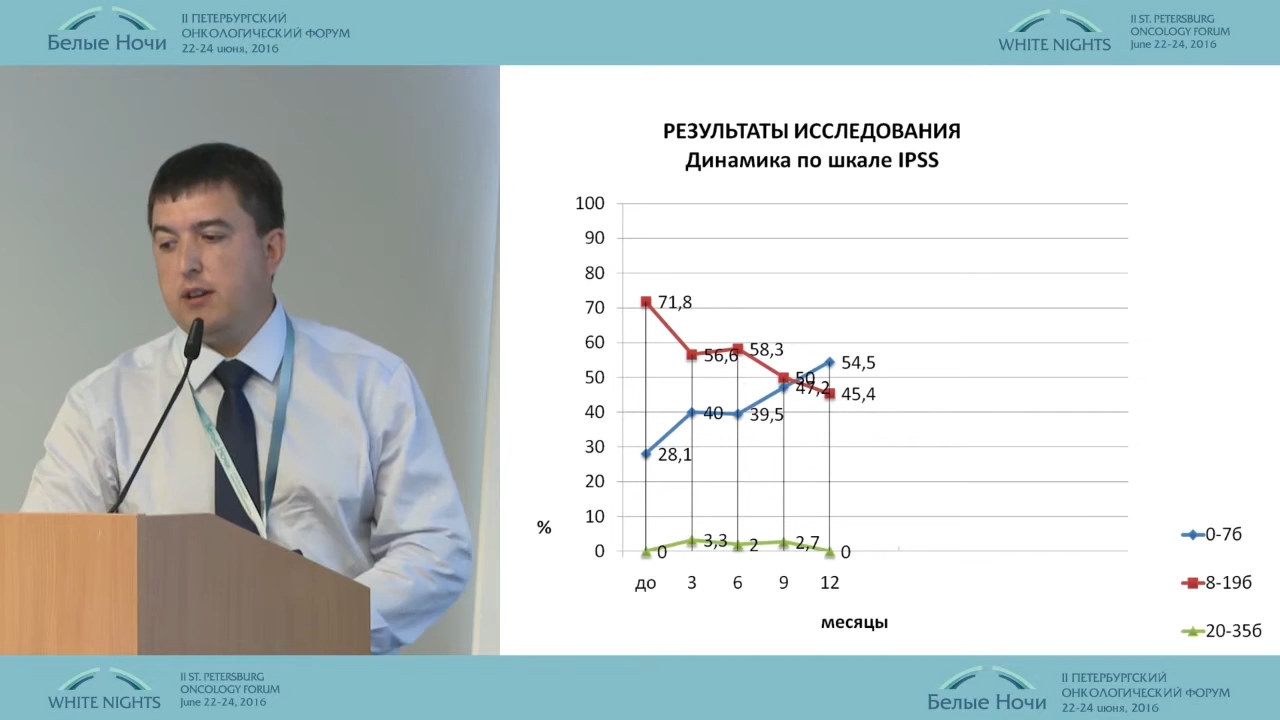 II ПЕТЕРБУРГСКИЙ
ОНКОЛОГИЧЕСКИЙ ФОРУМ
Белые Ночи
22-24 июня, 2016
II ST. PETERSBURG
ONCOLOGY FORUM
WHITE NIGHTS
June 22-24, 2016
РЕЗУЛЬТАТЫ ИССЛЕДОВАНИЯ
Динамика по шкале IPSS
100
90
80
70
60
50
40
30
20
10
0
%
71,8
56,6
58,3
50
45,4
28,1
40
39,5
47,2
54,5
0
3,3
2
2,7
0
до 3 6 9 12
месяцы
0-7б
8-19б
20-35б
II ST. PETERSBURG
ONCOLOGY FORUM
WHITE NIGHTS
June 22-24, 2016
II ПЕТЕРБУРГСКИЙ
ОНКОЛОГИЧЕСКИЙ ФОРУМ
Белые Ночи
22-24 июня, 2016